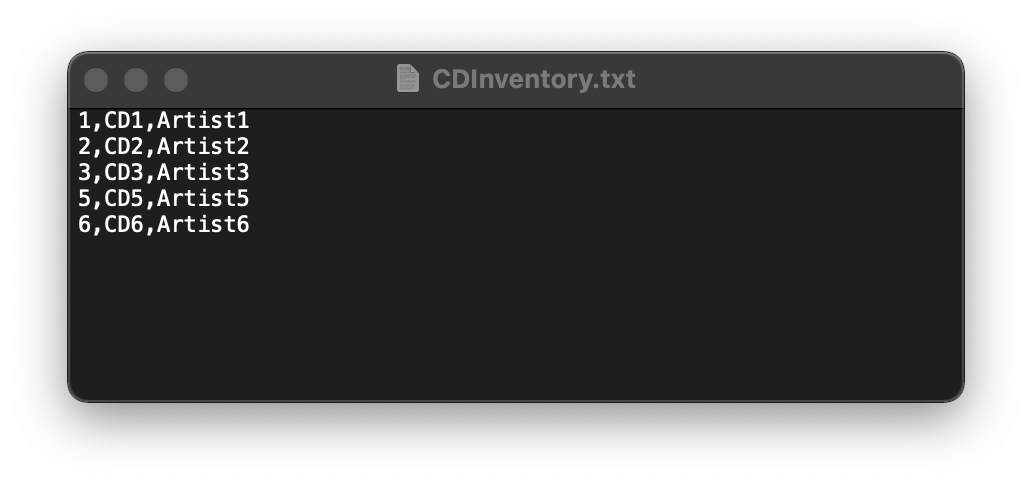 CDInventory.txt
1,CD1,Artist1
2,CD2,Artist2
3,CD3,Artist3
5,CD5,Artist5
6,CD6,Artist6